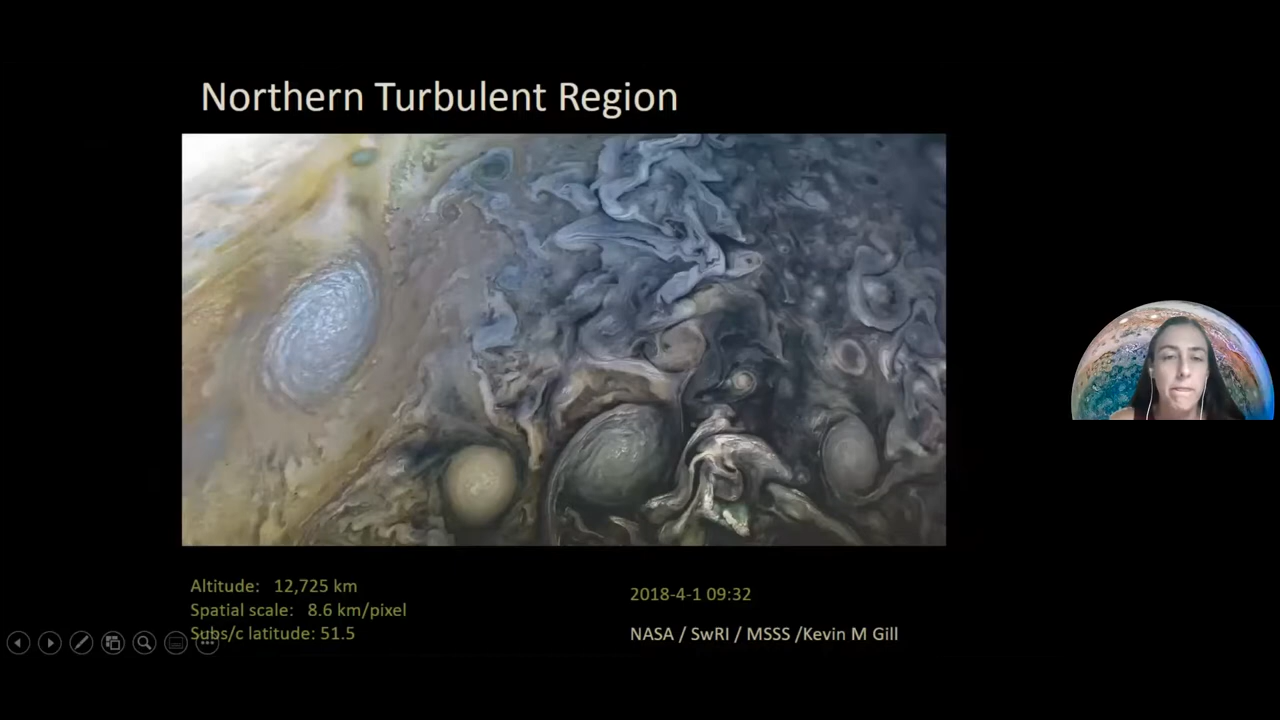 Northern Turbulent Region
Altitude: 12,725 km
Spatial scale: 8.6 km/pixel
Subs/c latitude: 51.5
2018-4-1 09:32
NASA / SwRI / MSSS /Kevin M Gill